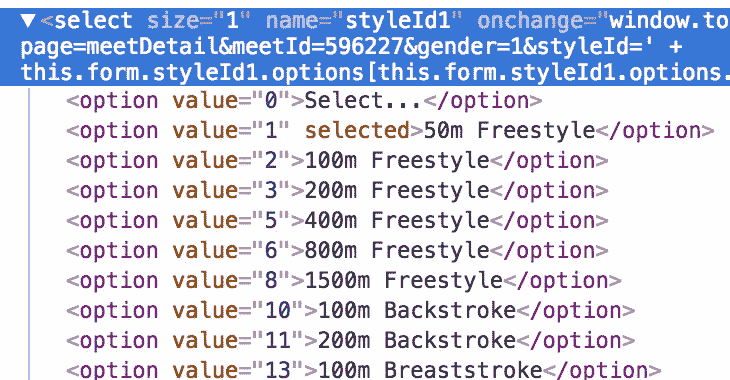 ▼<select size="1" name="styleId1" onchange="window.to
page=meetDetail&meetId=596227&gender=1&styleId=' +
this.form.styleId1.options[this.form.styleId1.options.
<option value="0">Select...</option>
<option value="1" selected>50m Freestyle</option>
<option value="2">100m Freestyle</option>
<option value="3">200m Freestyle</option>
<option value="5">400m Freestyle</option>
<option value="6">800m Freestyle</option>
<option value="8">1500m Freestyle</option>
<option value="10">100m Backstroke</option>
<option value="11">200m Backstroke</option>
<option value="13">100m Breaststroke</option>